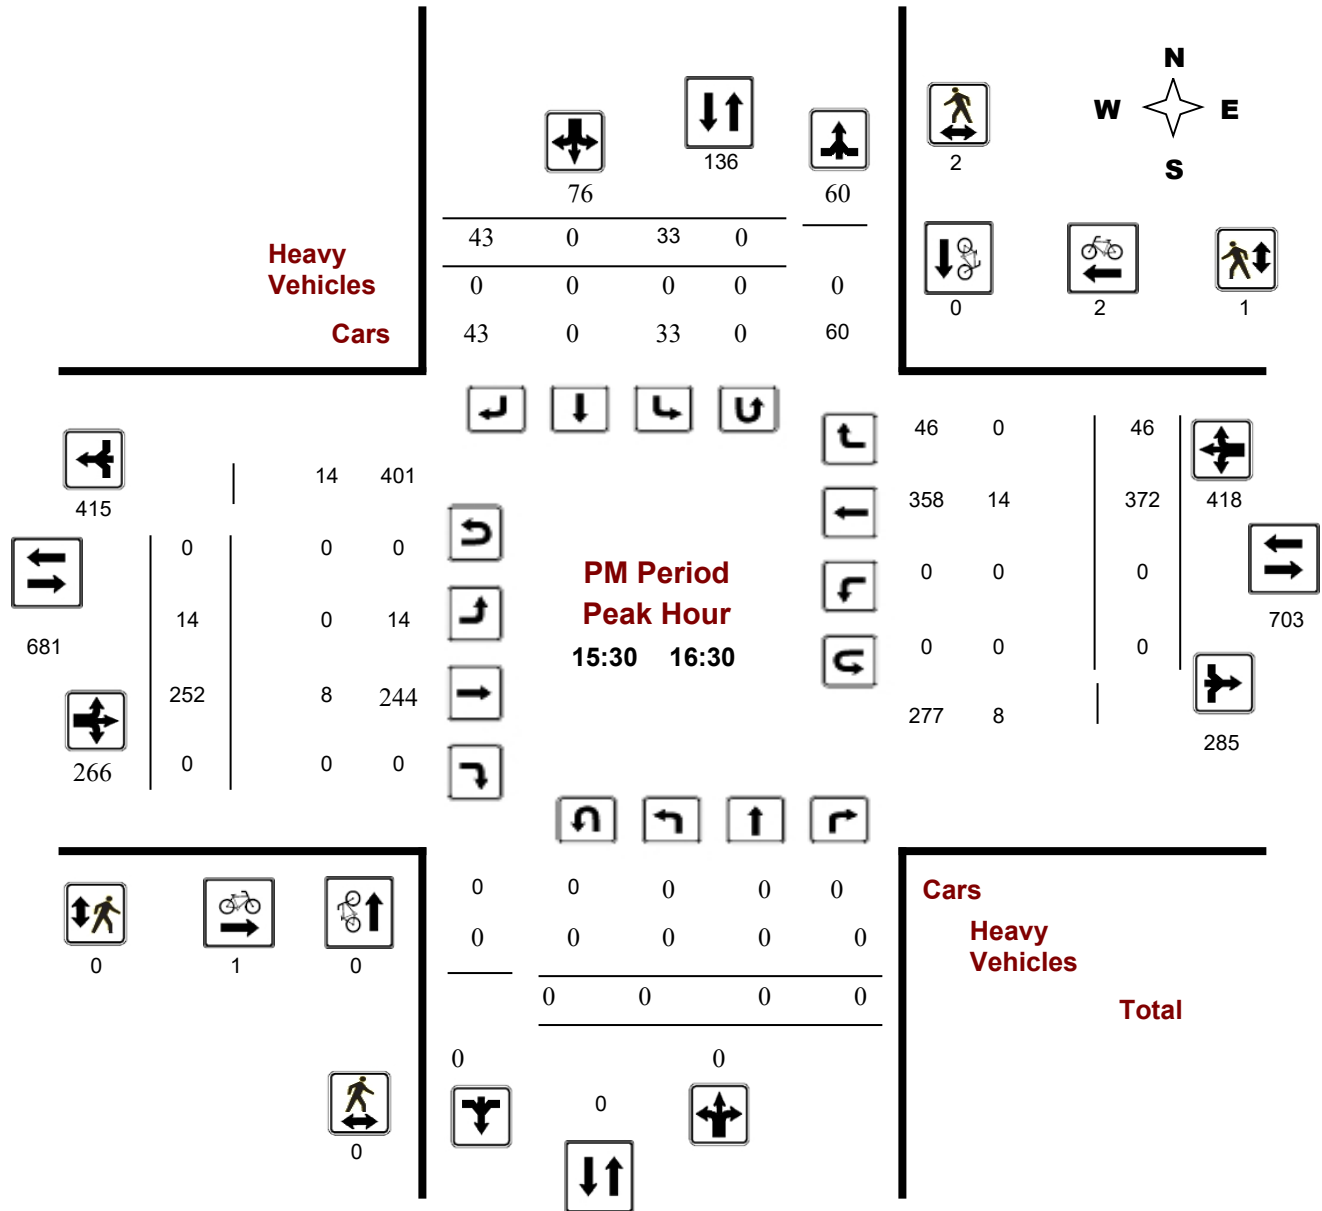 N
W E
S
136
2
76 60
43 0 33 0
Heavy
Vehicles
0 0 0 0 0
Cars
43 0 33 0 60
0 2 1
46 0 46
14 401
415
358 14 372 418
0 0 0
PM Period
Peak Hour
15:30 16:30
0 0 0
14 0 14
681
703
0 0 0
252 8 244
277 8
285
266 0 0 0
0 0 0 0 0
Cars
0 0 0 0 0
Heavy
Vehicles
0 1 0
0 0 0 0
Total
0 0
0
0